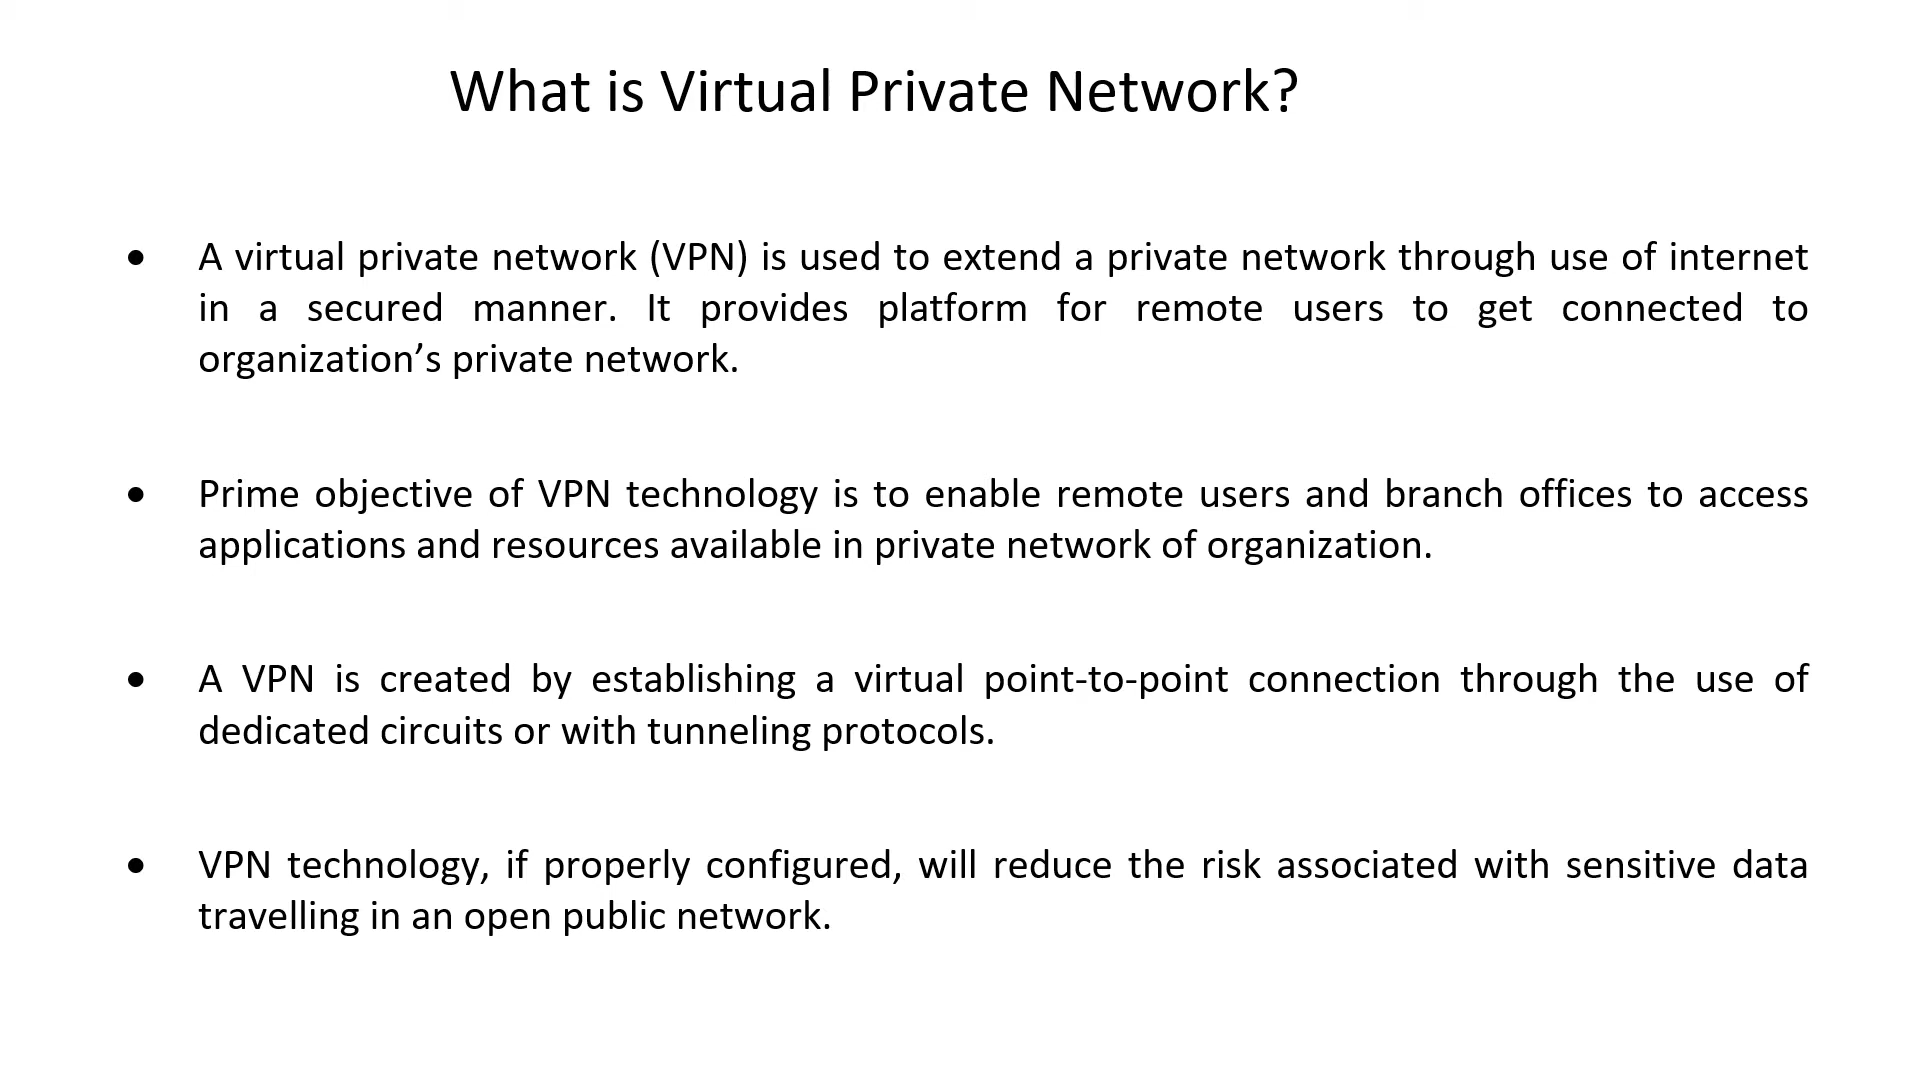 What is Virtual Private Network?
• A virtual private network (VPN) is used to extend a private network through use of internet
in a secured manner. It provides platform for remote users to get connected to
organization’s private network.
• Prime objective of VPN technology is to enable remote users and branch offices to access
applications and resources available in private network of organization.
• A VPN is created by establishing a virtual point-to-point connection through the use of
dedicated circuits or with tunneling protocols.
• VPN technology, if properly configured, will reduce the risk associated with sensitive data
travelling in an open public network.